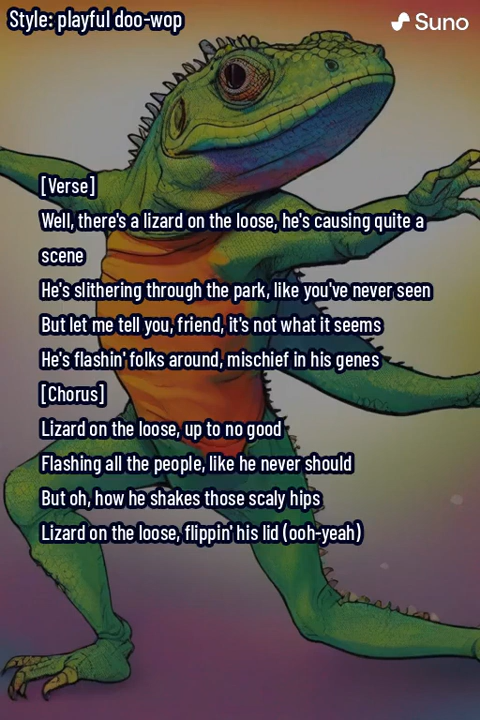 Style: playful doo-wop
Suno
[Verse]
Well, there's a lizard on the loose, he's causing quite a
scene
He's slithering through the park, like you've never seen
But let me tell you, friend, it's not what it seems
He's flashin' folks around, mischief in his genes
[Chorus]
Lizard on the loose, up to no good
Flashing all the people, like he never should
But oh, how he shakes those scaly hips
Lizard on the loose, flippin' his lid (ooh-yeah)